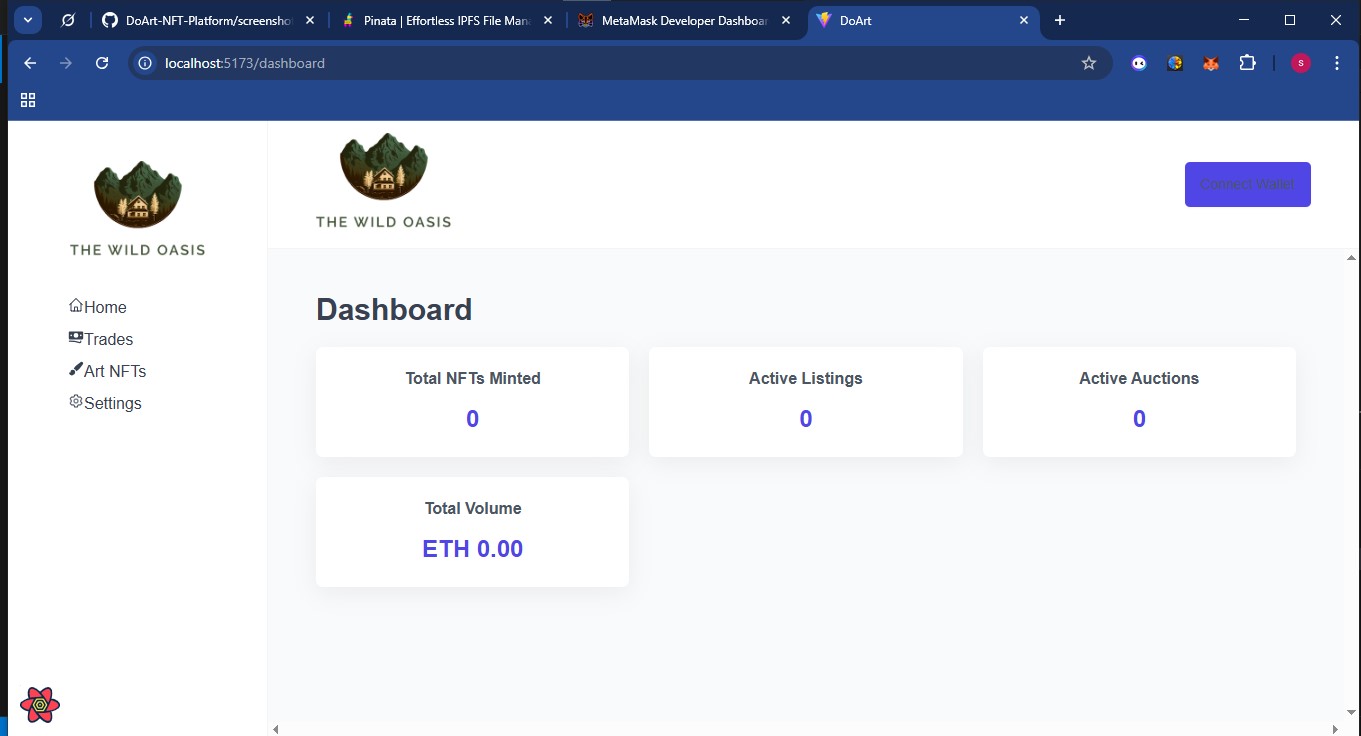 DoArt-NFT-Platform/screensho
Pinata | Effortless IPFS File Man
MetaMask Developer Dashboar
DoArt
localhost:5173/dashboard
S
THE WILD OASIS
THE WILD OASIS
Connect Wallet
Home
Trades
Art NFTs
Settings
Dashboard
Total NFTs Minted
0
Active Listings
0
Active Auctions
0
Total Volume
ETH 0.00